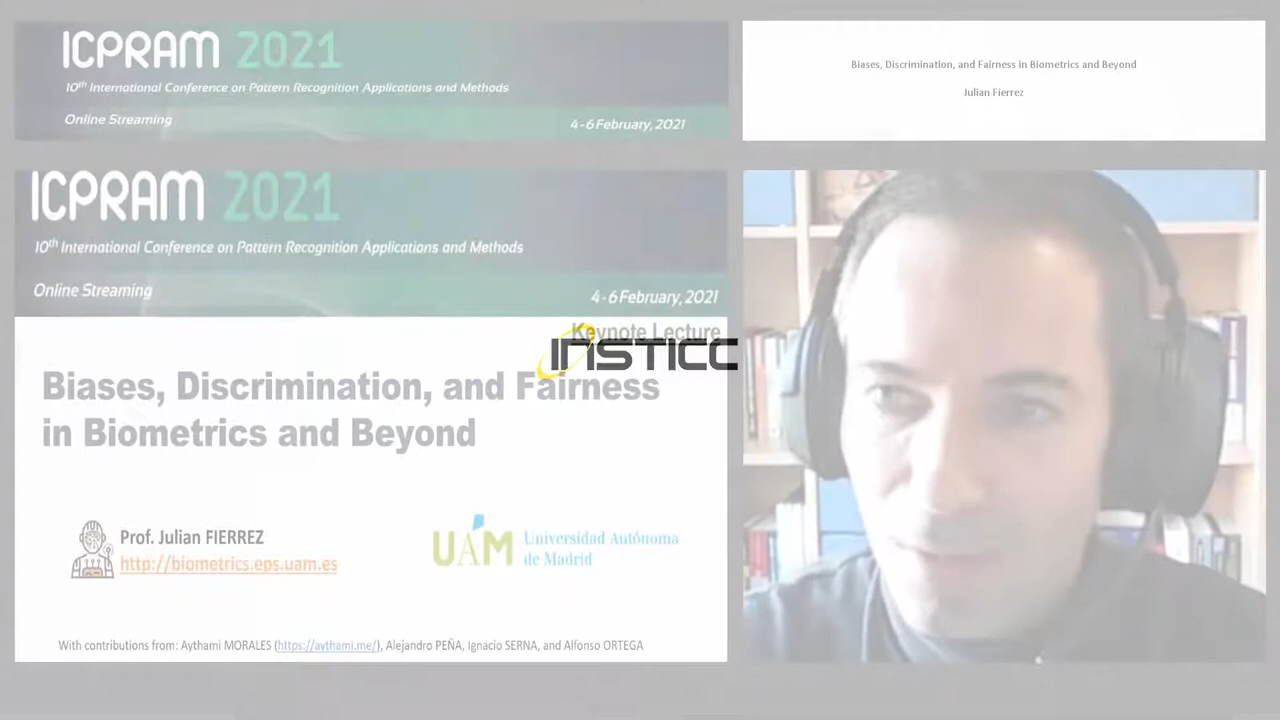 ICPRAM 2021
10th International Conference on Pattern Recognition Applications and Methods
Online Streaming
4 - 6 February, 2021
Biases, Discrimination, and Fairness in Biometrics and Beyond
Julian Fierrez
ICPRAM 2021
10th International Conference on Pattern Recognition Applications and Methods
Online Streaming
4 - 6 February, 2021
Keynote Lecture
INSTICC
Biases, Discrimination, and Fairness
in Biometrics and Beyond
Prof. Julian FIERREZ
http://biometrics.eps.uam.es
UAM
Universidad Autónoma
de Madrid
With contributions from: Aythami MORALES (https://aythami.me/), Alejandro PEÑA, Ignacio SERNA, and Alfonso ORTEGA